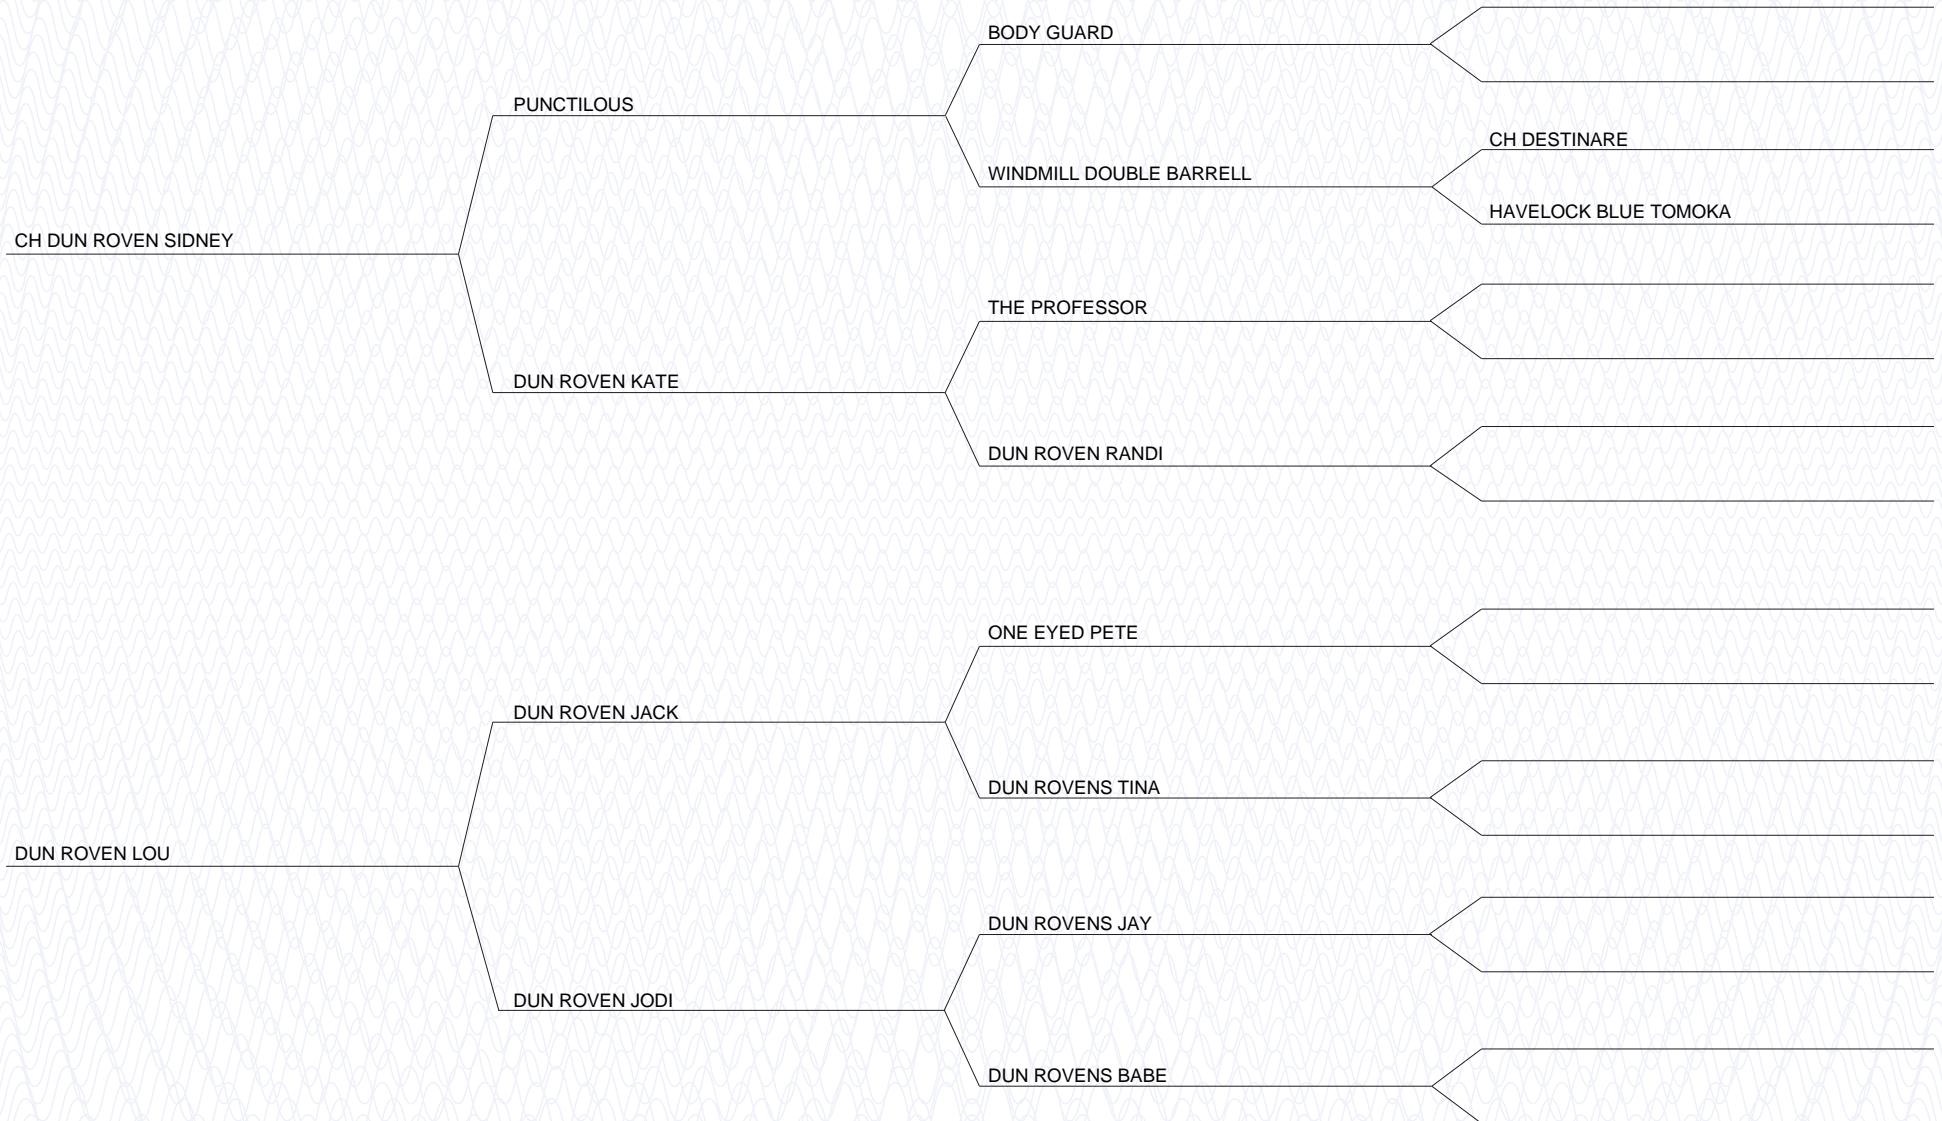 BODY GUARD
PUNCTILOUS
CH DESTINARE
WINDMILL DOUBLE BARRELL
HAVELOCK BLUE TOMOKA
CH DUN ROVEN SIDNEY
THE PROFESSOR
DUN ROVEN KATE
DUN ROVEN RANDI
ONE EYED PETE
DUN ROVEN JACK
DUN ROVENS TINA
DUN ROVEN LOU
DUN ROVENS JAY
DUN ROVEN JODI
DUN ROVENS BABE